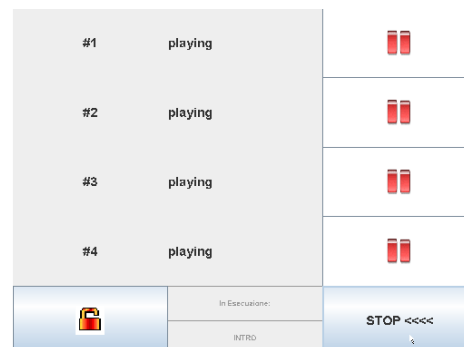 #1 playing
#2 playing
#3 playing
#4 playing
In Esecuzione:
INTRO
STOP <<<<